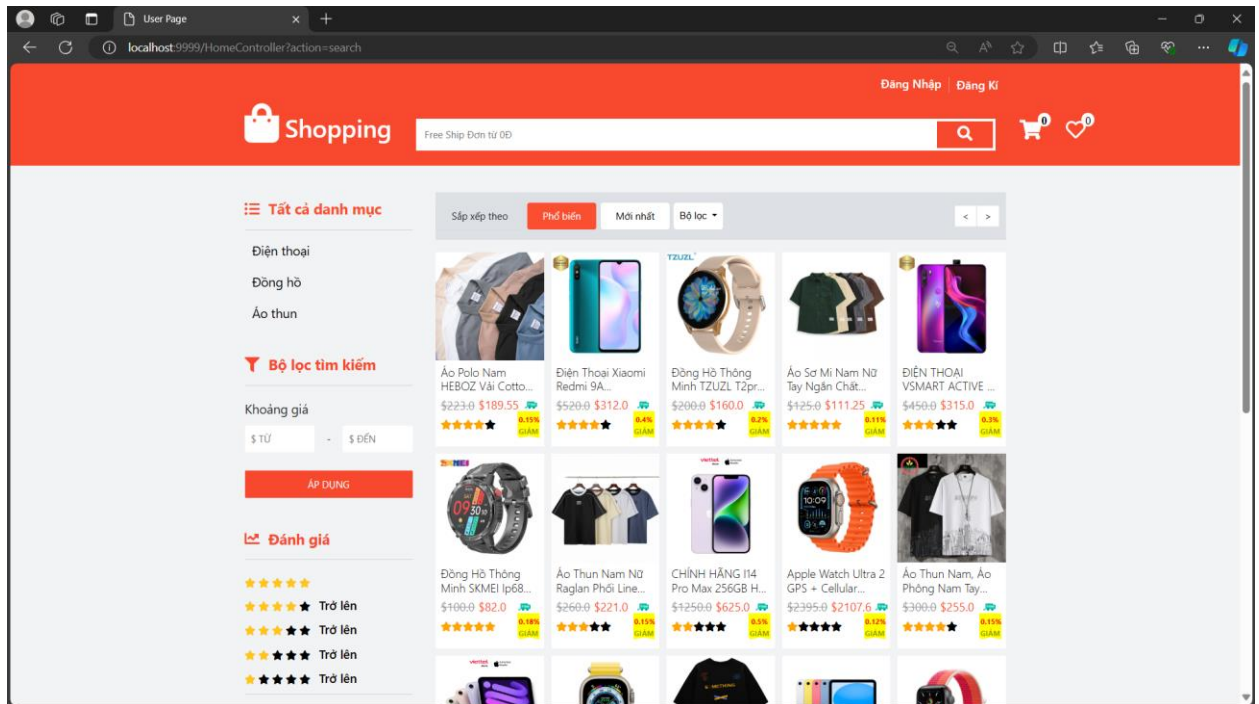 User Page
localhost:9999/HomeController?action=search
Đăng Nhập Đăng Kí
Shopping
Free Ship Đơn từ 0Đ
0
0
Tất cả danh mục
Điện thoại
Đồng hồ
Áo thun
Bộ lọc tìm kiếm
Khoảng giá
$ TỪ - $ ĐẾN
ÁP DỤNG
Đánh giá
Trở lên
Trở lên
Trở lên
Trở lên
Sắp xếp theo Phổ biến Mới nhất Bộ lọc < >
TZUZL
Áo Polo Nam
HEBOZ Vải Cotto...
$223.0 $189.55
0.15%
GIẢM
Điện Thoại Xiaomi
Redmi 9A...
$520.0 $312.0
0.4%
GIẢM
Đồng Hồ Thông
Minh TZUZL T2pr...
$200.0 $160.0
0.2%
GIẢM
Áo Sơ Mi Nam Nữ
Tay Ngắn Chất...
$125.0 $111.25
0.11%
GIẢM
ĐIỆN THOẠI
VSMART ACTIVE ...
$450.0 $315.0
0.3%
GIẢM
SKMEI
Đồng Hồ Thông
Minh SKMEI Ip68...
$100.0 $82.0
0.18%
GIẢM
Áo Thun Nam Nữ
Raglan Phối Line...
$260.0 $221.0
0.15%
GIẢM
viettel
CHÍNH HÃNG I14
Pro Max 256GB H...
$1250.0 $625.0
0.5%
GIẢM
10:09
Apple Watch Ultra 2
GPS + Cellular...
$2395.0 $2107.6
0.12%
GIẢM
Áo Thun Nam, Áo
Phông Nam Tay...
$300.0 $255.0
0.15%
GIẢM
viettel